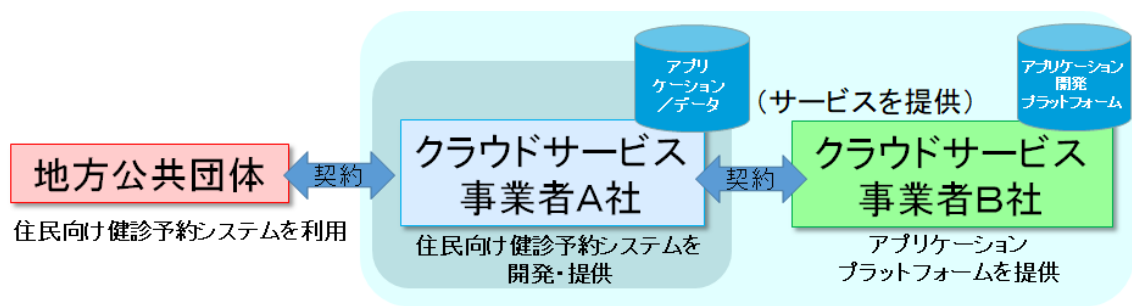 アプリ
ケーション
／データ
アプリケーション
開発
プラットフォーム
（サービスを提供）
地方公共団体
契約
クラウドサービス
事業者A社
契約
クラウドサービス
事業者B社
住民向け健診予約システムを利用
住民向け健診予約システムを
開発・提供
アプリケーション
プラットフォームを提供